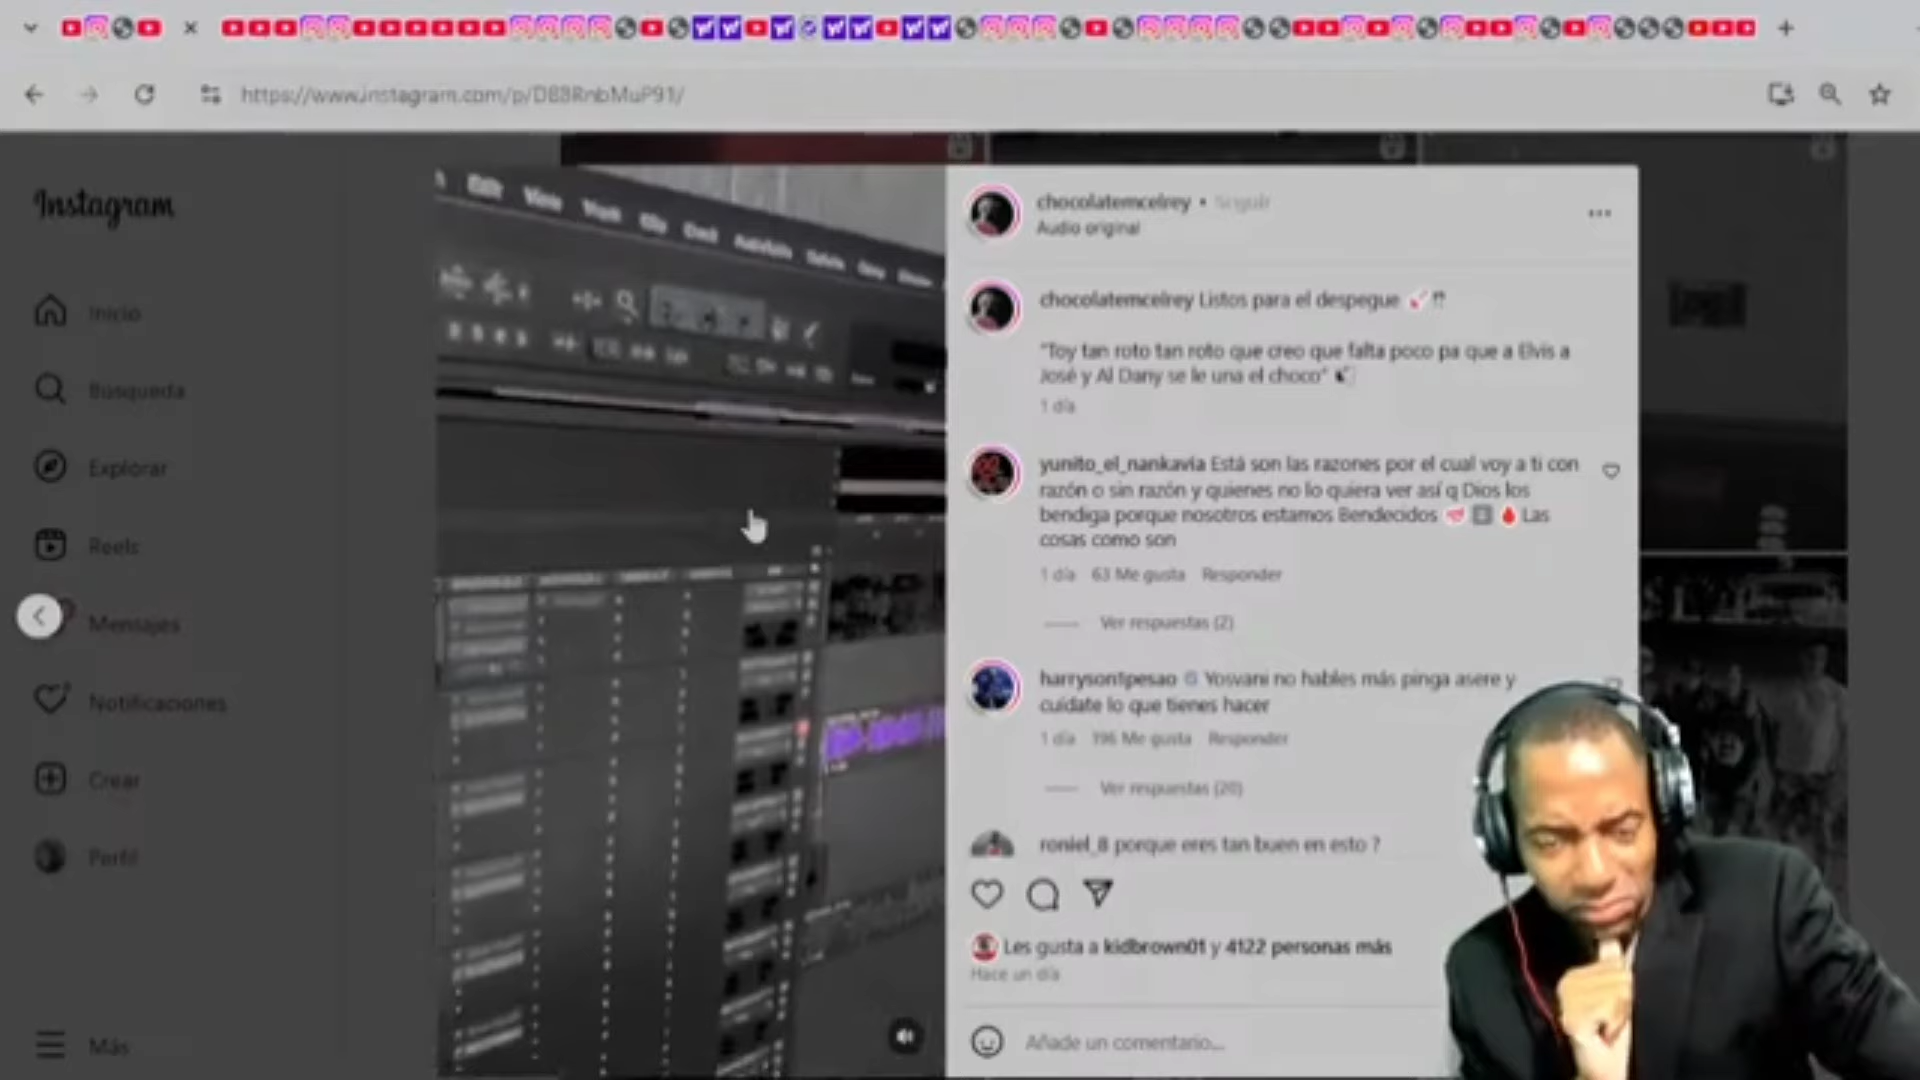 https://www.instagram.com/p/DB3RnbMuP91/
Instagram
Inicio
Búsqueda
Explorar
Reels
Mensajes
Notificaciones
Crear
Perfil
Más
Edit View
chocolatemcelrey • Seguir
Audio original
chocolatemcelrey Listos para el despegue
"Toy tan roto tan roto que creo que falta poco pa que a Elvis a
José y Al Dany se le una el choco"
1 día
yunito_el_nankavia Está son las razones por el cual voy a ti con
razón o sin razón y quienes no lo quiera ver así q Dios los
bendiga porque nosotros estamos Bendecidos Las
cosas como son
1 día 63 Me gusta Responder
Ver respuestas (2)
harryson1pesao Yosvani no hables más pinga asere y
cuídate lo que tienes hacer
1 día 196 Me gusta Responder
Ver respuestas (20)
roniel_8 porque eres tan buen en esto ?
Les gusta a kidbrown01 y 4122 personas más
Hace un día
Añade un comentario...